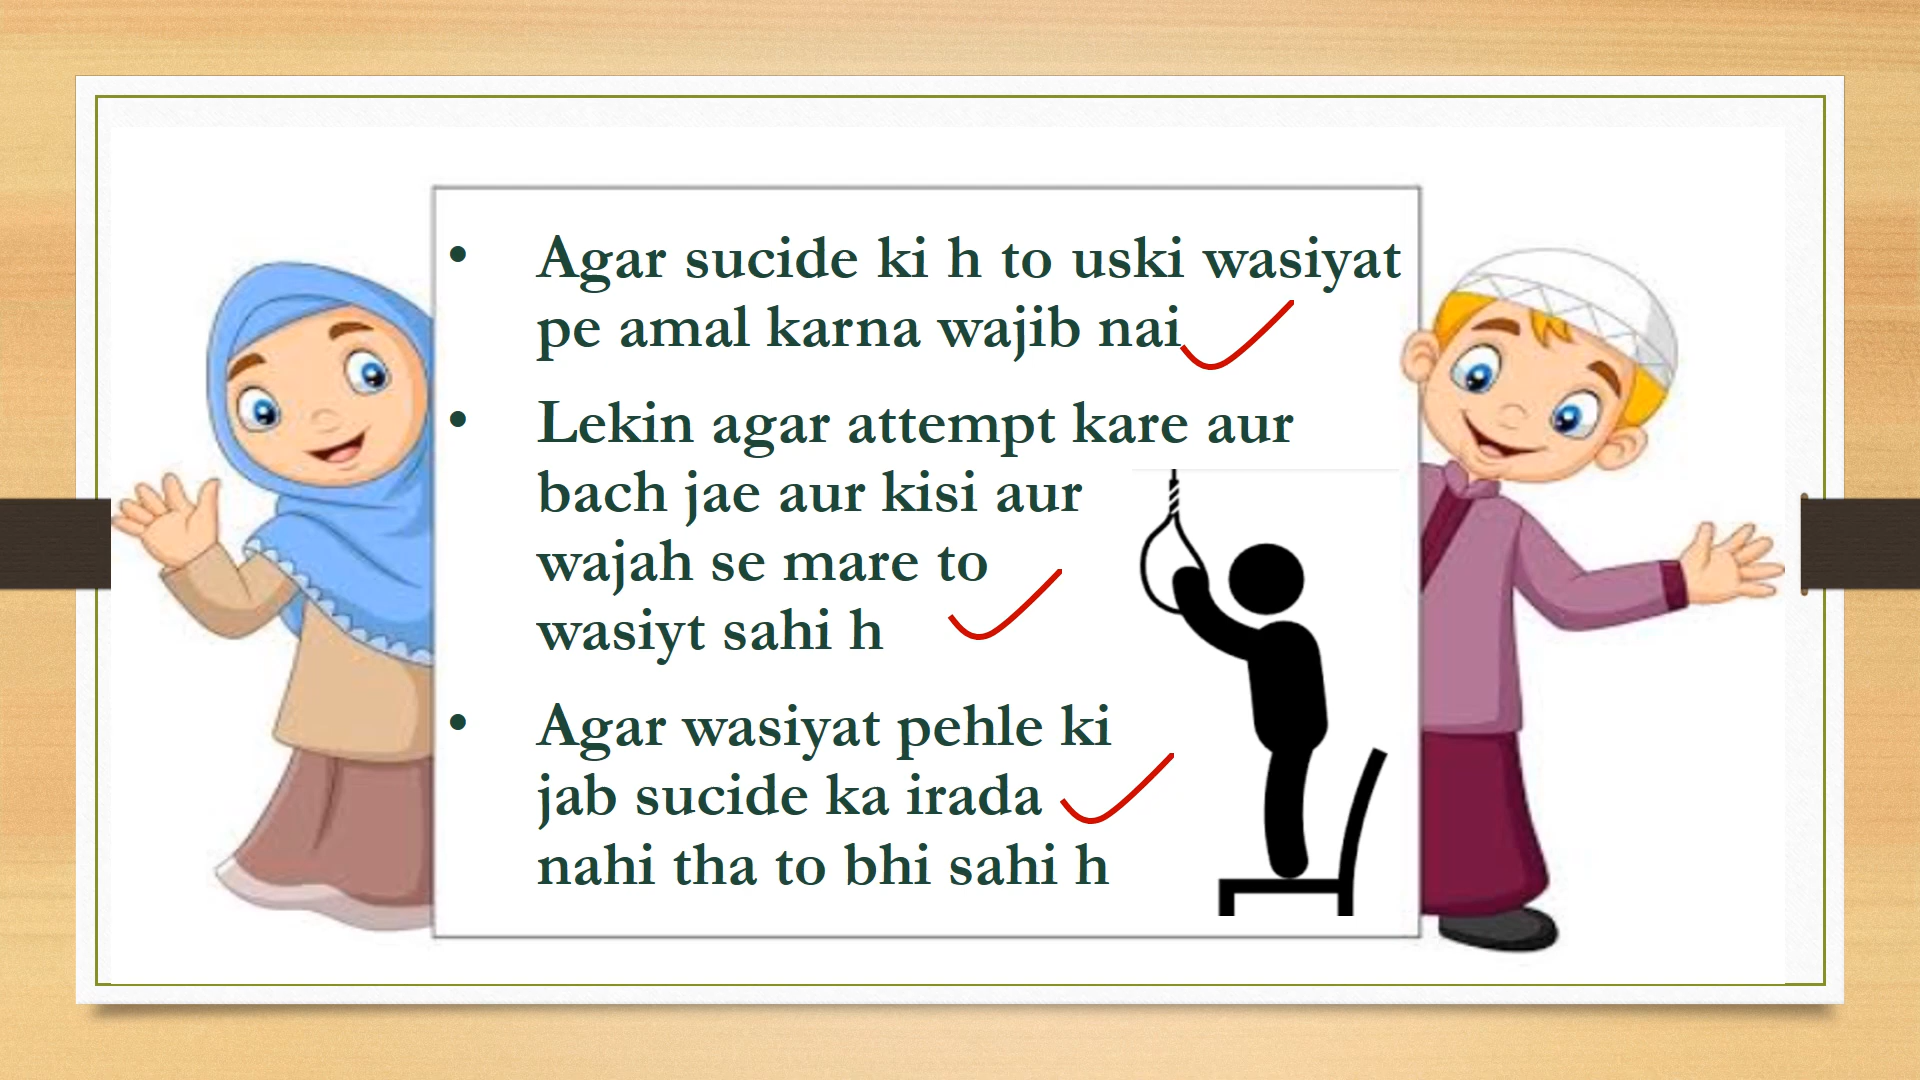 • Agar sucide ki h to uski wasiyat
pe amal karna wajib nai
• Lekin agar attempt kare aur
bach jae aur kisi aur
wajah se mare to
wasiyt sahi h
• Agar wasiyat pehle ki
jab sucide ka irada
nahi tha to bhi sahi h